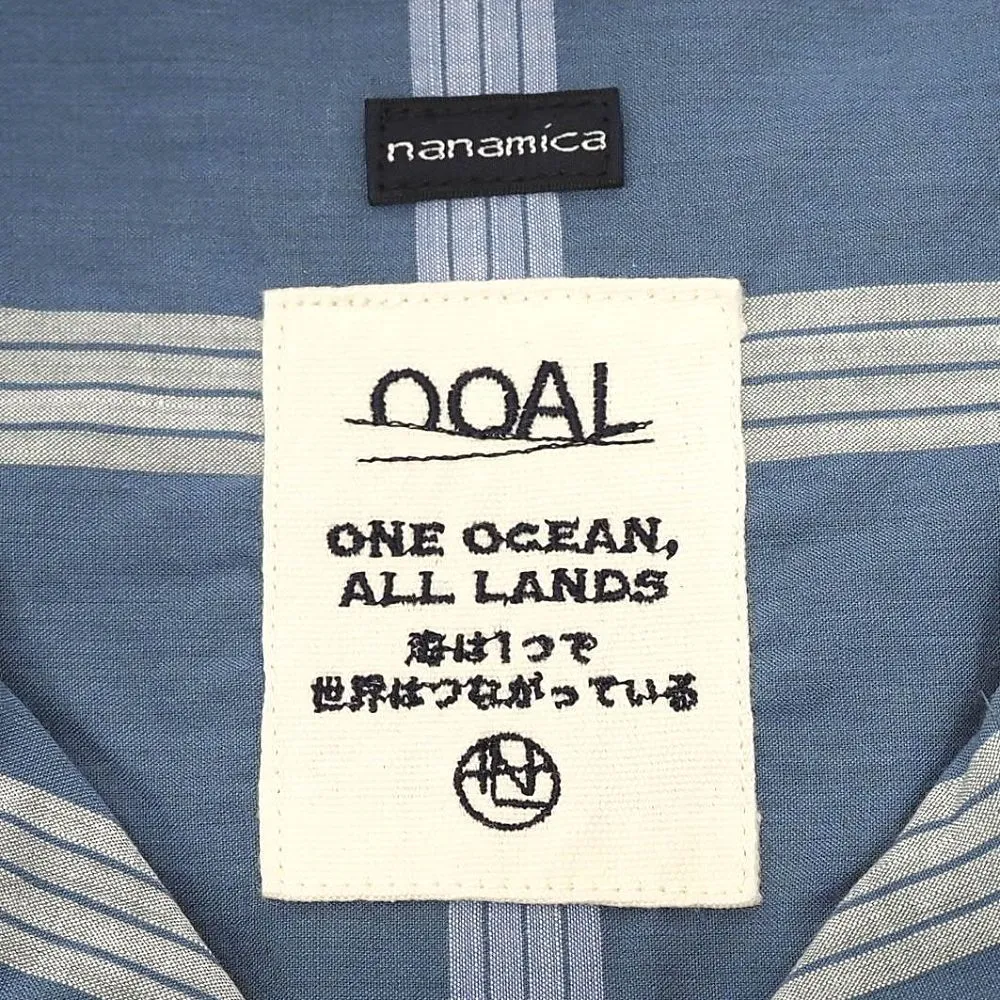 nanamica
OOAL
ONE OCEAN,
ALL LANDS
海は1つで
世界はつながっている